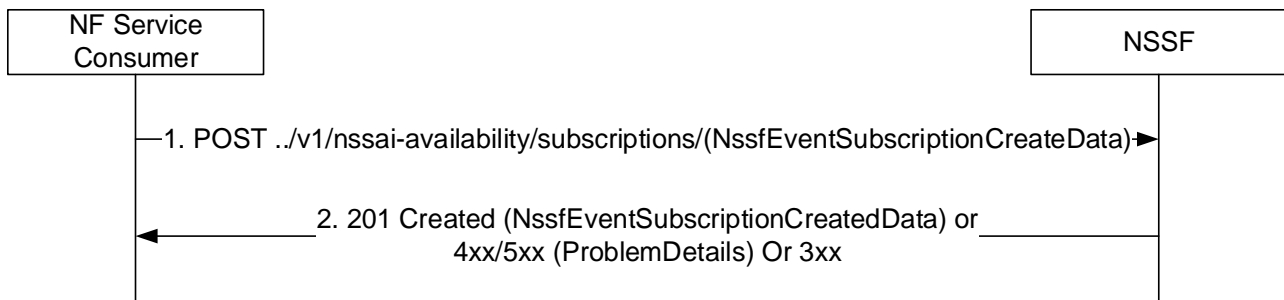 NF Service
Consumer
NSSF
1. POST ../v1/nssai-availability/subscriptions/(NssfEventSubscriptionCreateData)
2. 201 Created (NssfEventSubscriptionCreatedData) or
4xx/5xx (ProblemDetails) Or 3xx